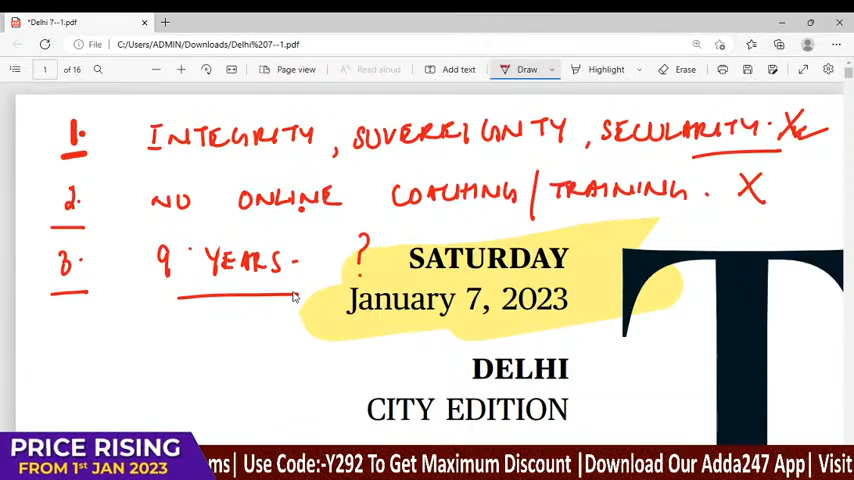 *Delhi 7--1.pdf
File C:/Users/ADMIN/Downloads/Delhi%207--1.pdf
1 of 16 Page view Read aloud Add text Draw Highlight Erase
1. INTEGRITY, SUVEREIGNTY, SECULARITY. X
2. NO ONLINE COACHING/TRAINING. X
3. 9 YEARS- ?
SATURDAY
January 7, 2023
T
DELHI
CITY EDITION
PRICE RISING
FROM 1ST JAN 2023
ms| Use Code:-Y292 To Get Maximum Discount |Download Our Adda247 App| Visit